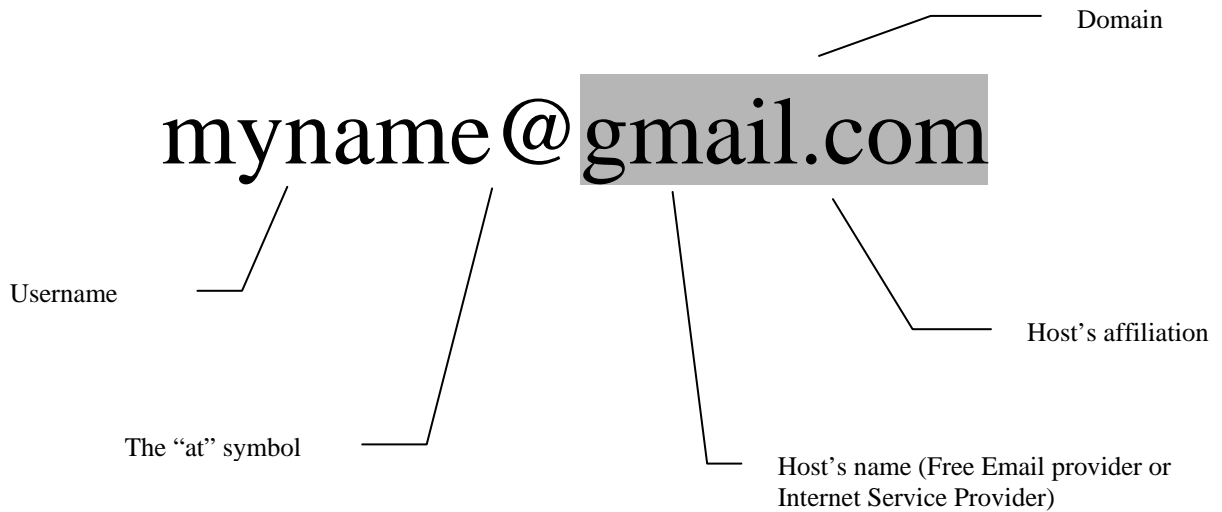 Domain
myname@gmail.com
Username
Host’s affiliation
The “at” symbol
Host’s name (Free Email provider or
Internet Service Provider)